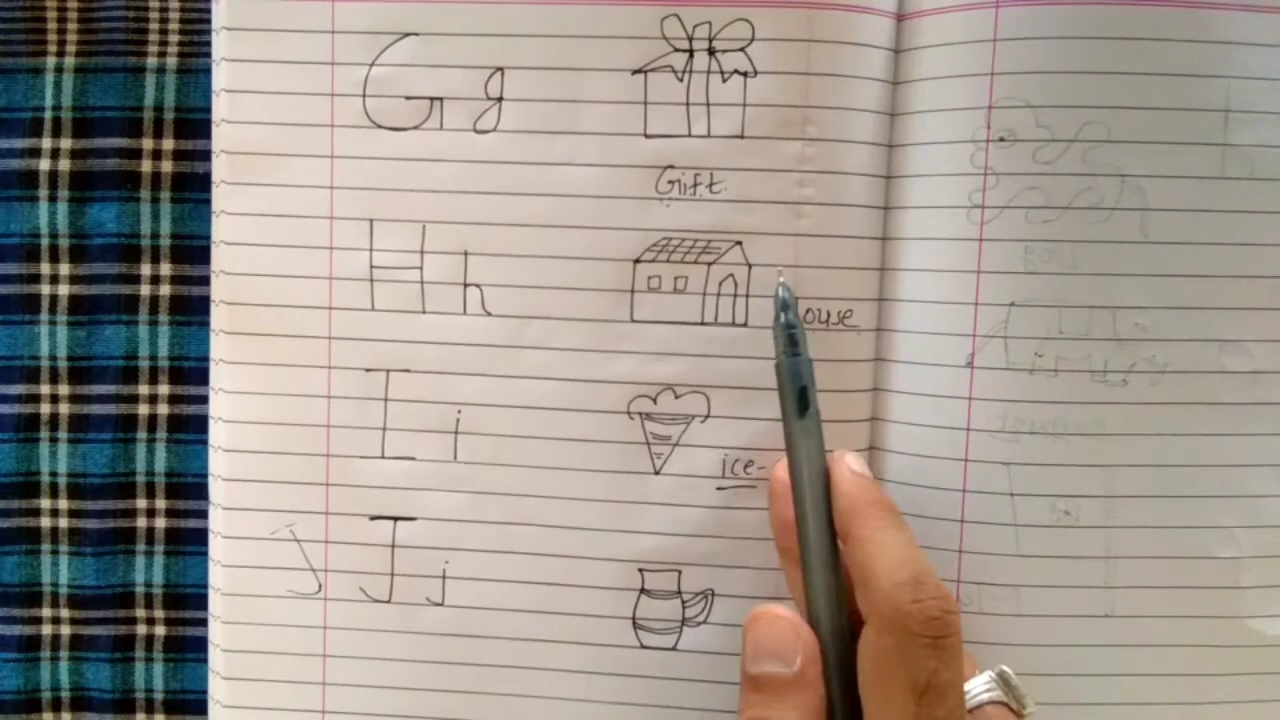 G g
Gift.
H h
ouse
I i
ice-
J J j